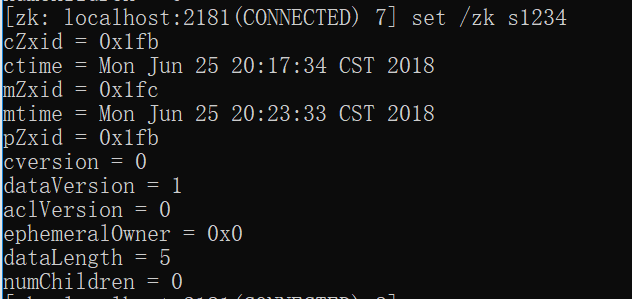 [zk: localhost:2181(CONNECTED) 7] set /zk s1234
cZxid = 0x1fb
ctime = Mon Jun 25 20:17:34 CST 2018
mZxid = 0x1fc
mtime = Mon Jun 25 20:23:33 CST 2018
pZxid = 0x1fb
cversion = 0
dataVersion = 1
aclVersion = 0
ephemeralOwner = 0x0
dataLength = 5
numChildren = 0